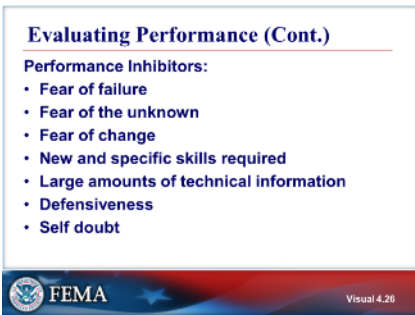 Evaluating Performance (Cont.)
Performance Inhibitors:
• Fear of failure
• Fear of the unknown
• Fear of change
• New and specific skills required
• Large amounts of technical information
• Defensiveness
• Self doubt
FEMA
Visual 4.26